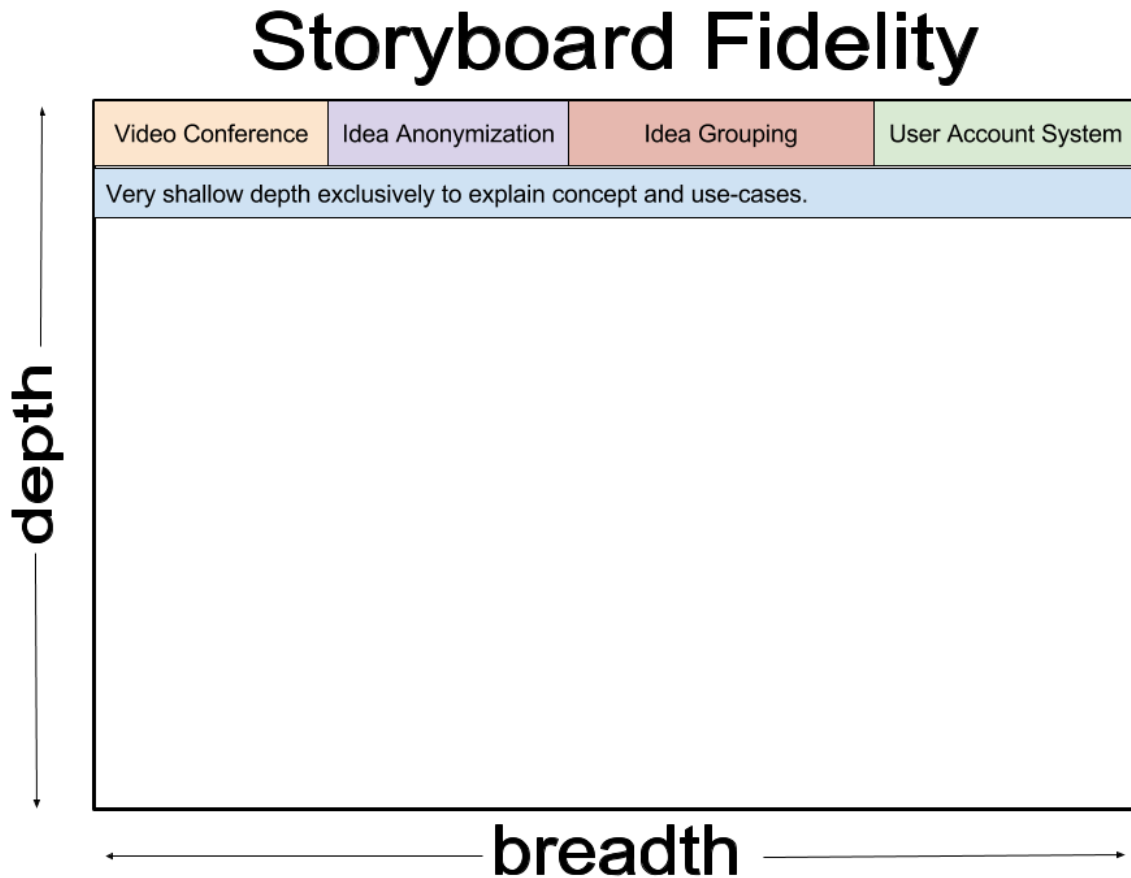 Storyboard Fidelity
Video Conference
Idea Anonymization
Idea Grouping
User Account System
Very shallow depth exclusively to explain concept and use-cases.
depth
breadth